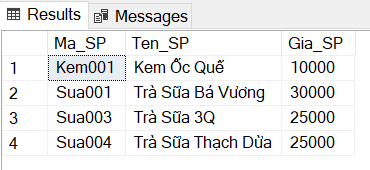 Results Messages
Ma_SP Ten_SP Gia_SP
1 Kem001 Kem Ốc Quế 10000
2 Sua001 Trà Sữa Bá Vương 30000
3 Sua003 Trà Sữa 3Q 25000
4 Sua004 Trà Sữa Thạch Dừa 25000